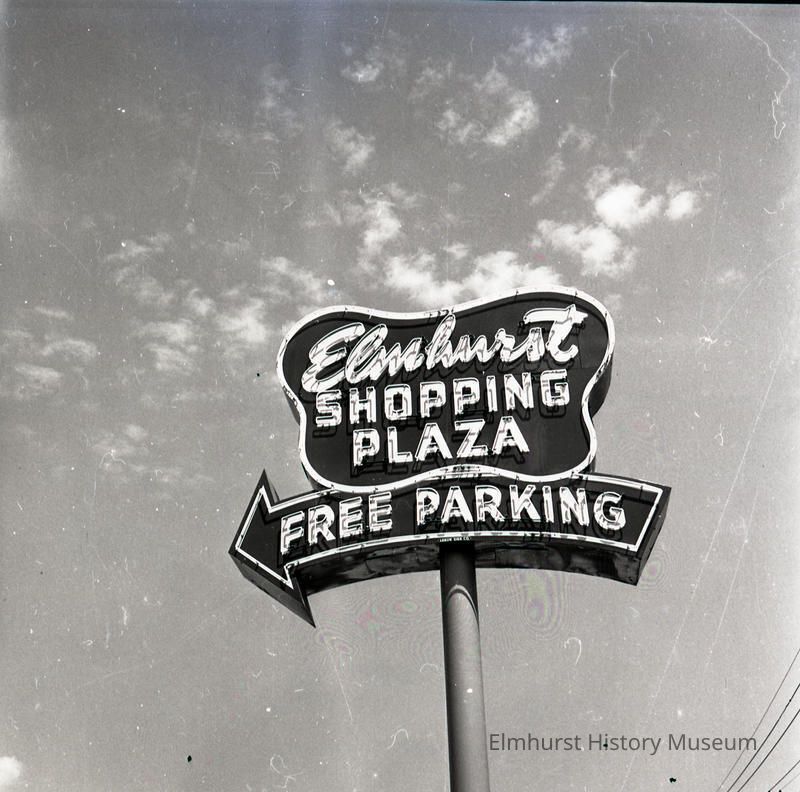 Elmhurst
SHOPPING
PLAZA
FREE PARKING
Elmhurst History Museum